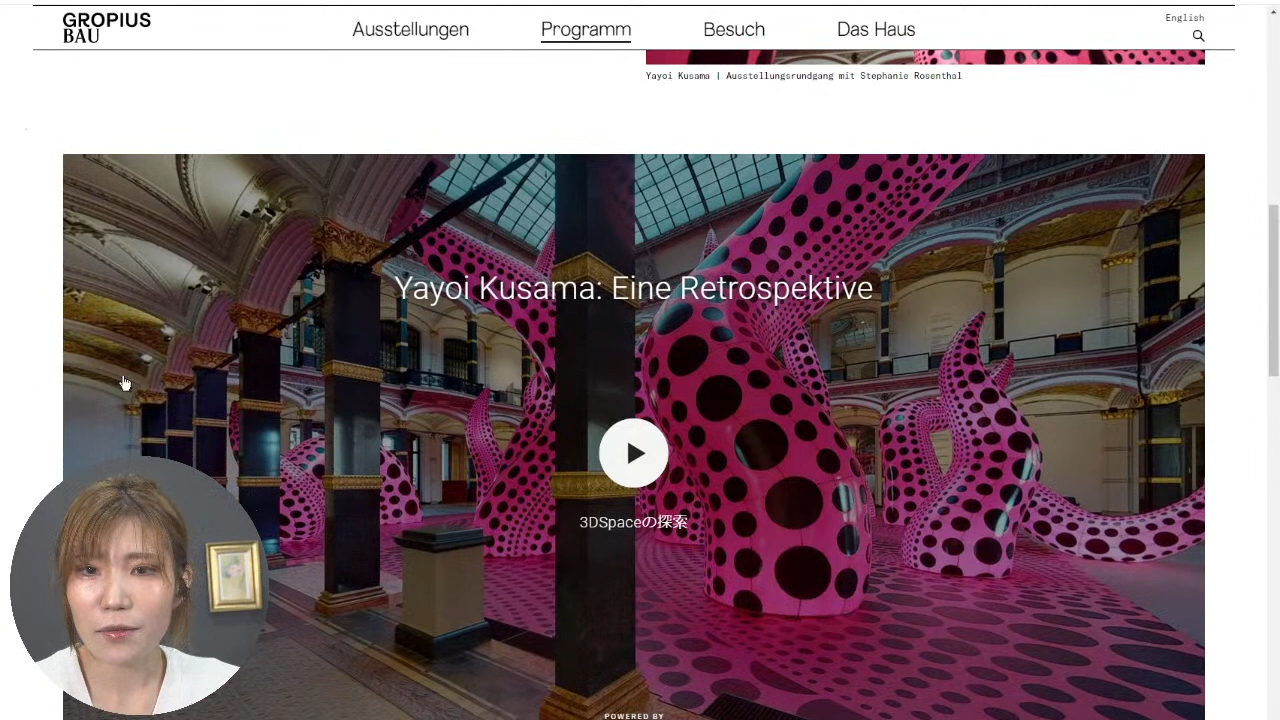 GROPIUS
BAU
Ausstellungen
Programm
Besuch
Das Haus
English
Yayoi Kusama | Ausstellungsrundgang mit Stephanie Rosenthal
Yayoi Kusama: Eine Retrospektive
3DSpaceの探索
POWERED BY